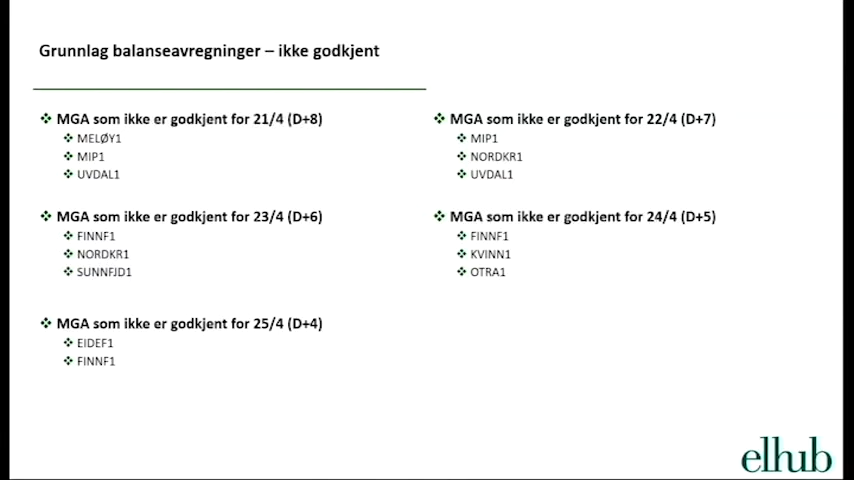 Grunnlag balanseavregninger – ikke godkjent
MGA som ikke er godkjent for 21/4 (D+8)
MELØY1
MIP1
UVDAL1
MGA som ikke er godkjent for 22/4 (D+7)
MIP1
NORDKR1
UVDAL1
MGA som ikke er godkjent for 23/4 (D+6)
FINNF1
NORDKR1
SUNNFJD1
MGA som ikke er godkjent for 24/4 (D+5)
FINNF1
KVINN1
OTRA1
MGA som ikke er godkjent for 25/4 (D+4)
EIDEF1
FINNF1
elhub